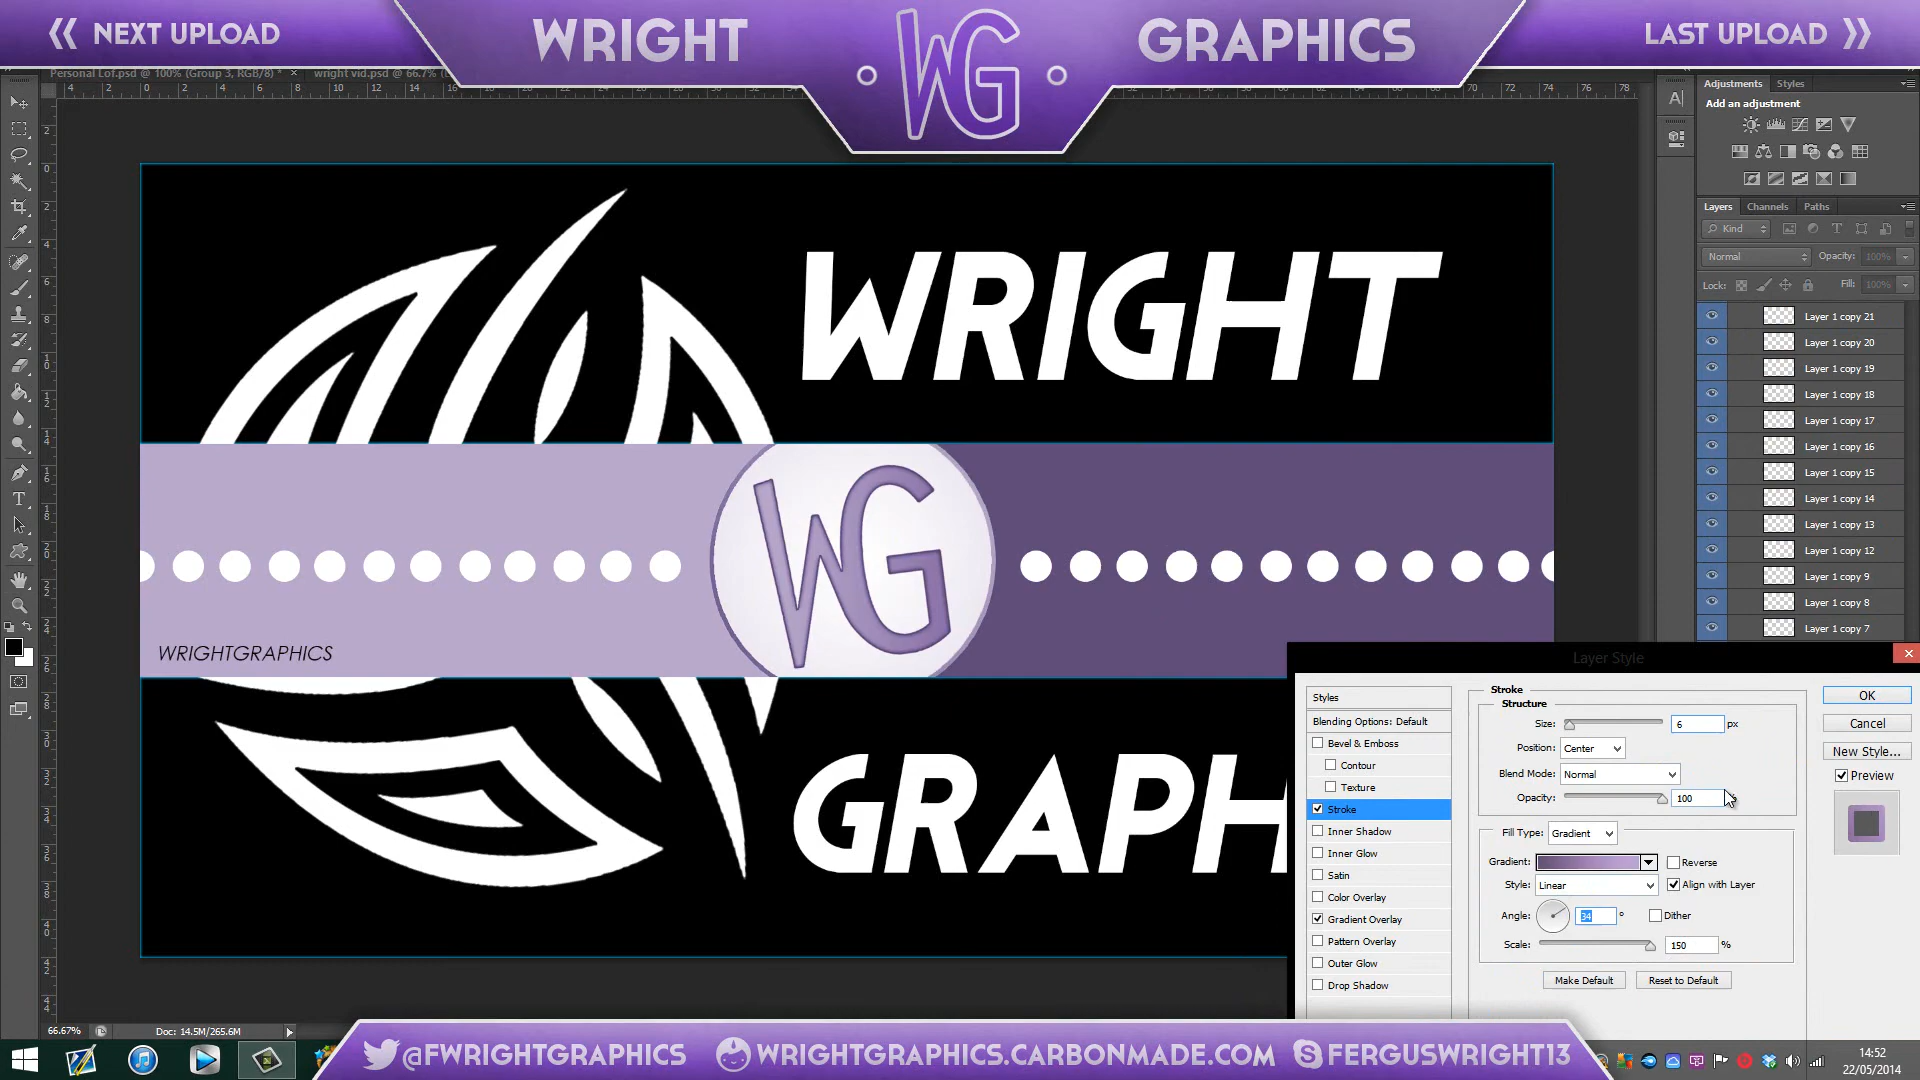 NEXT UPLOAD
WRIGHT
WG
GRAPHICS
LAST UPLOAD
Personal Lof.psd @ 100% (Group 3, RGB/8) *
wright vid.psd @ 66.7%
Adjustments
Styles
Add an adjustment
Layers
Channels
Paths
Kind
Normal
Opacity: 100%
Lock:
Fill: 100%
Layer 1 copy 21
Layer 1 copy 20
Layer 1 copy 19
Layer 1 copy 18
Layer 1 copy 17
Layer 1 copy 16
Layer 1 copy 15
Layer 1 copy 14
Layer 1 copy 13
Layer 1 copy 12
Layer 1 copy 9
Layer 1 copy 8
Layer 1 copy 7
WRIGHT
WG
WRIGHTGRAPHICS
GRAPH
Layer Style
Styles
Blending Options: Default
Bevel & Emboss
Contour
Texture
Stroke
Inner Shadow
Inner Glow
Satin
Color Overlay
Gradient Overlay
Pattern Overlay
Outer Glow
Drop Shadow
Stroke
Structure
Size: 6 px
Position: Center
Blend Mode: Normal
Opacity: 100
Fill Type: Gradient
Gradient:
Reverse
Style: Linear
Align with Layer
Angle: 34 °
Dither
Scale: 150 %
Make Default
Reset to Default
OK
Cancel
New Style...
Preview
66.67%
Doc: 14.5M/265.6M
@FWRIGHTGRAPHICS
WRIGHTGRAPHICS.CARBONMADE.COM
FERGUSWRIGHT13
14:52
22/05/2014